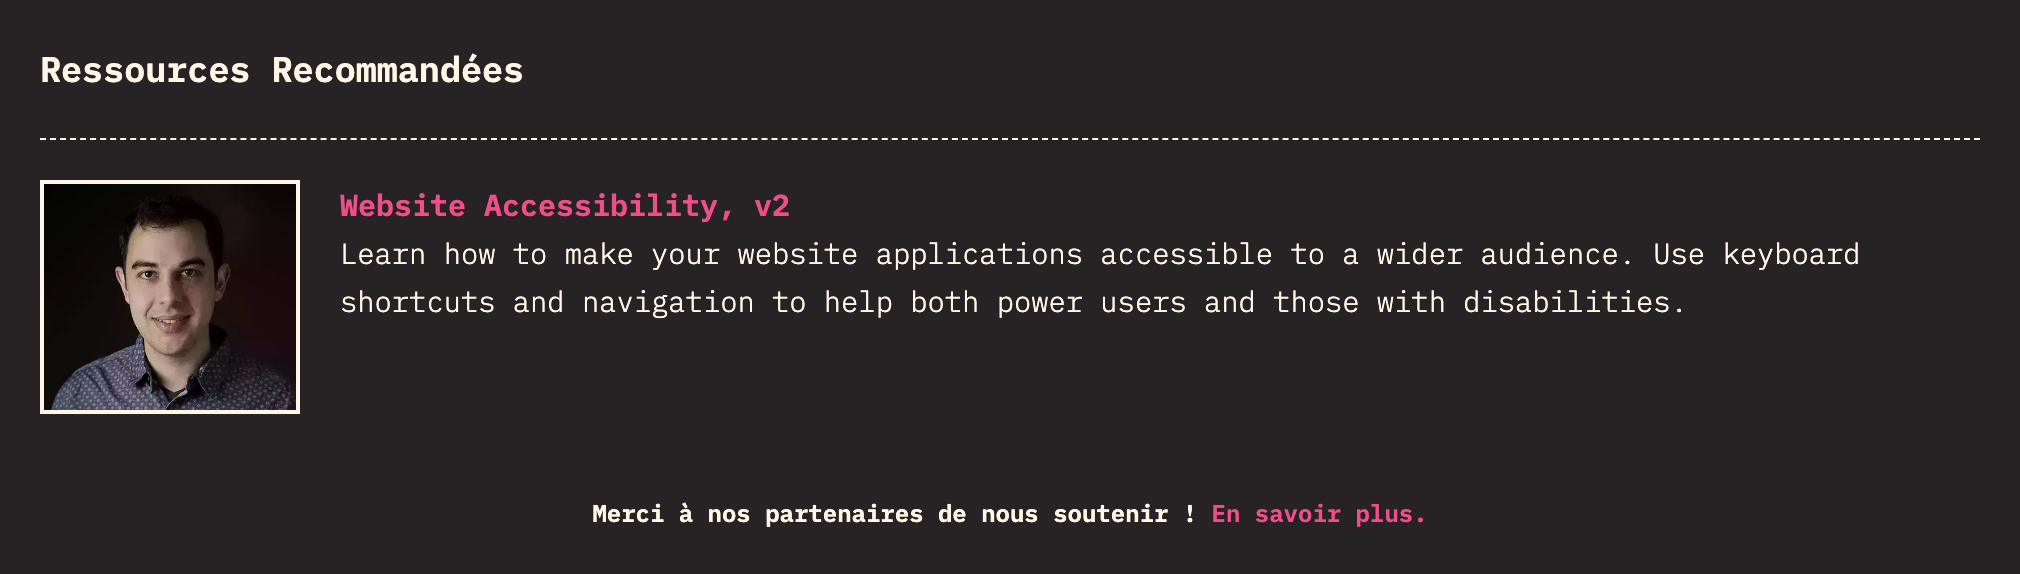 Ressources Recommandées
Website Accessibility, v2
Learn how to make your website applications accessible to a wider audience. Use keyboard
shortcuts and navigation to help both power users and those with disabilities.
Merci à nos partenaires de nous soutenir ! En savoir plus.